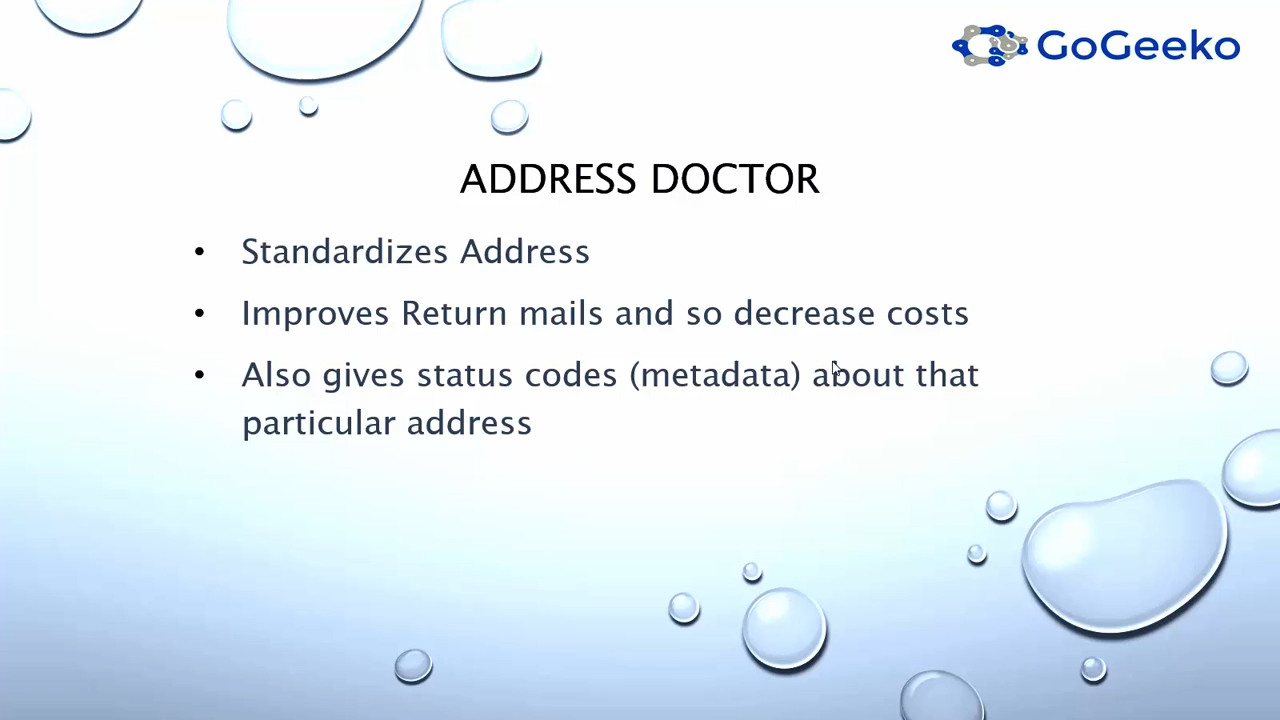 GoGeeko
ADDRESS DOCTOR
• Standardizes Address
• Improves Return mails and so decrease costs
• Also gives status codes (metadata) about that
particular address